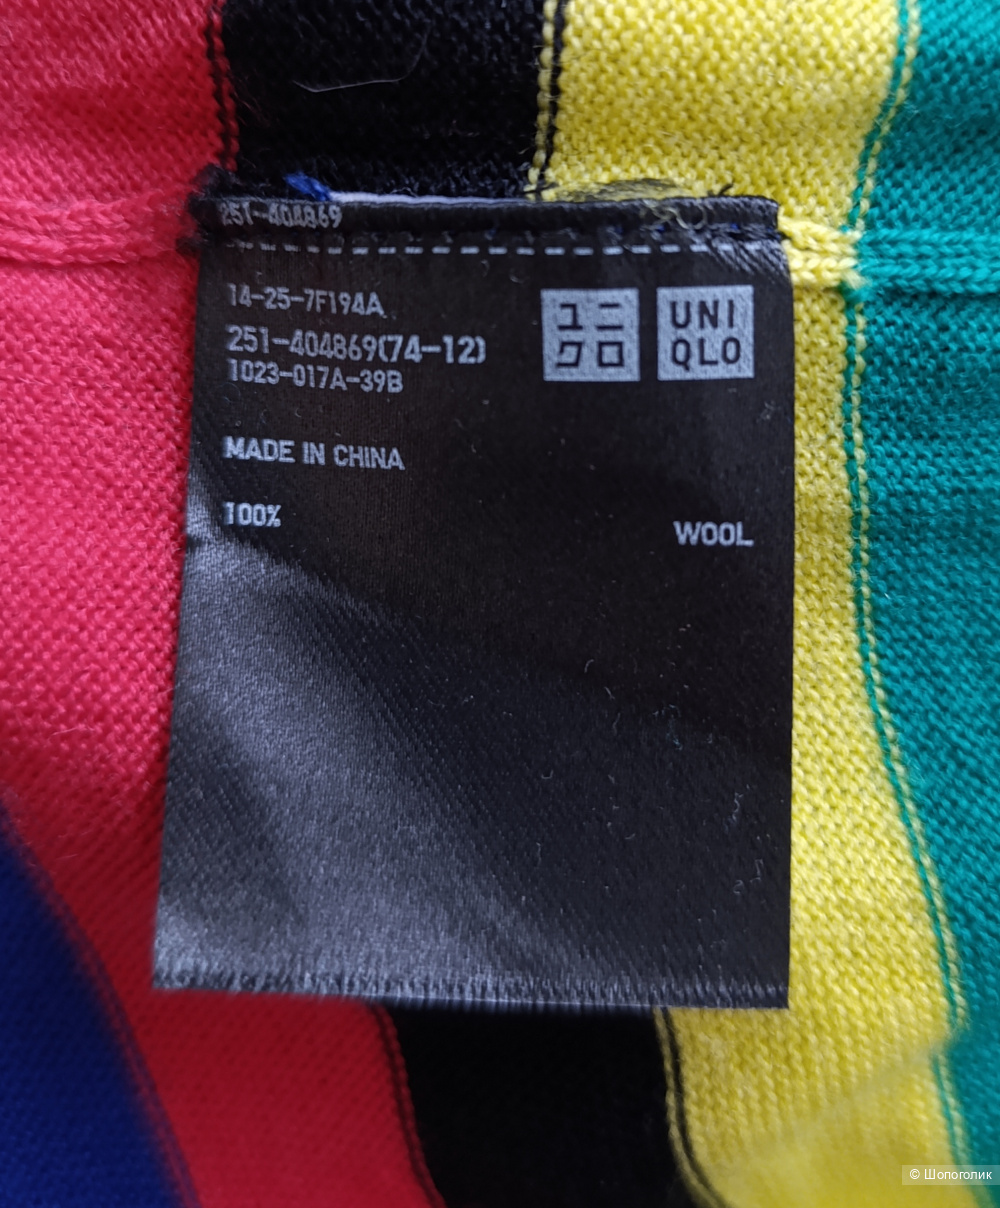 251-404869
14-25-7F194A
251-404869(74-12)
1023-017A-39B
ユニ
クロ
UNI
QLO
MADE IN CHINA
100% WOOL
© Шопоголик